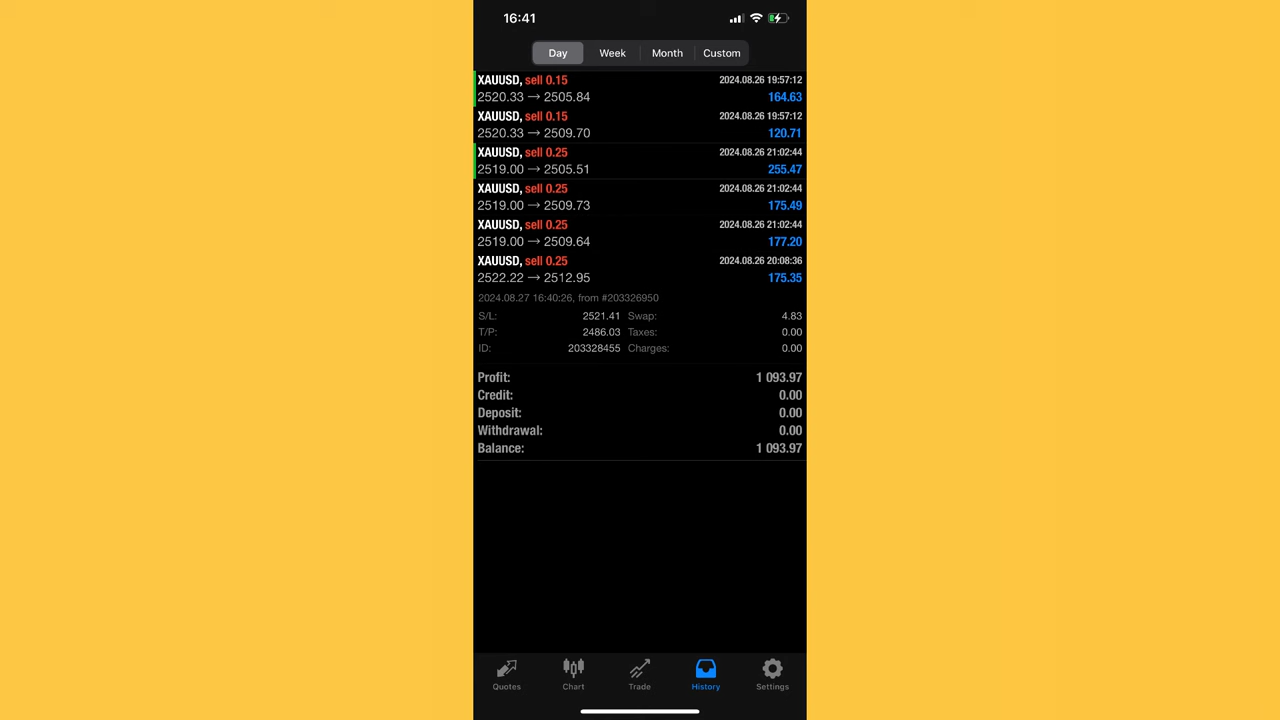 16:41
Day Week Month Custom
XAUUSD, sell 0.15 2024.08.26 19:57:12
2520.33 → 2505.84 164.63
XAUUSD, sell 0.15 2024.08.26 19:57:12
2520.33 → 2509.70 120.71
XAUUSD, sell 0.25 2024.08.26 21:02:44
2519.00 → 2505.51 255.47
XAUUSD, sell 0.25 2024.08.26 21:02:44
2519.00 → 2509.73 175.49
XAUUSD, sell 0.25 2024.08.26 21:02:44
2519.00 → 2509.64 177.20
XAUUSD, sell 0.25 2024.08.26 20:08:36
2522.22 → 2512.95 175.35
2024.08.27 16:40:26, from #203326950
S/L: 2521.41 Swap: 4.83
T/P: 2486.03 Taxes: 0.00
ID: 203328455 Charges: 0.00
Profit: 1 093.97
Credit: 0.00
Deposit: 0.00
Withdrawal: 0.00
Balance: 1 093.97
Quotes Chart Trade History Settings